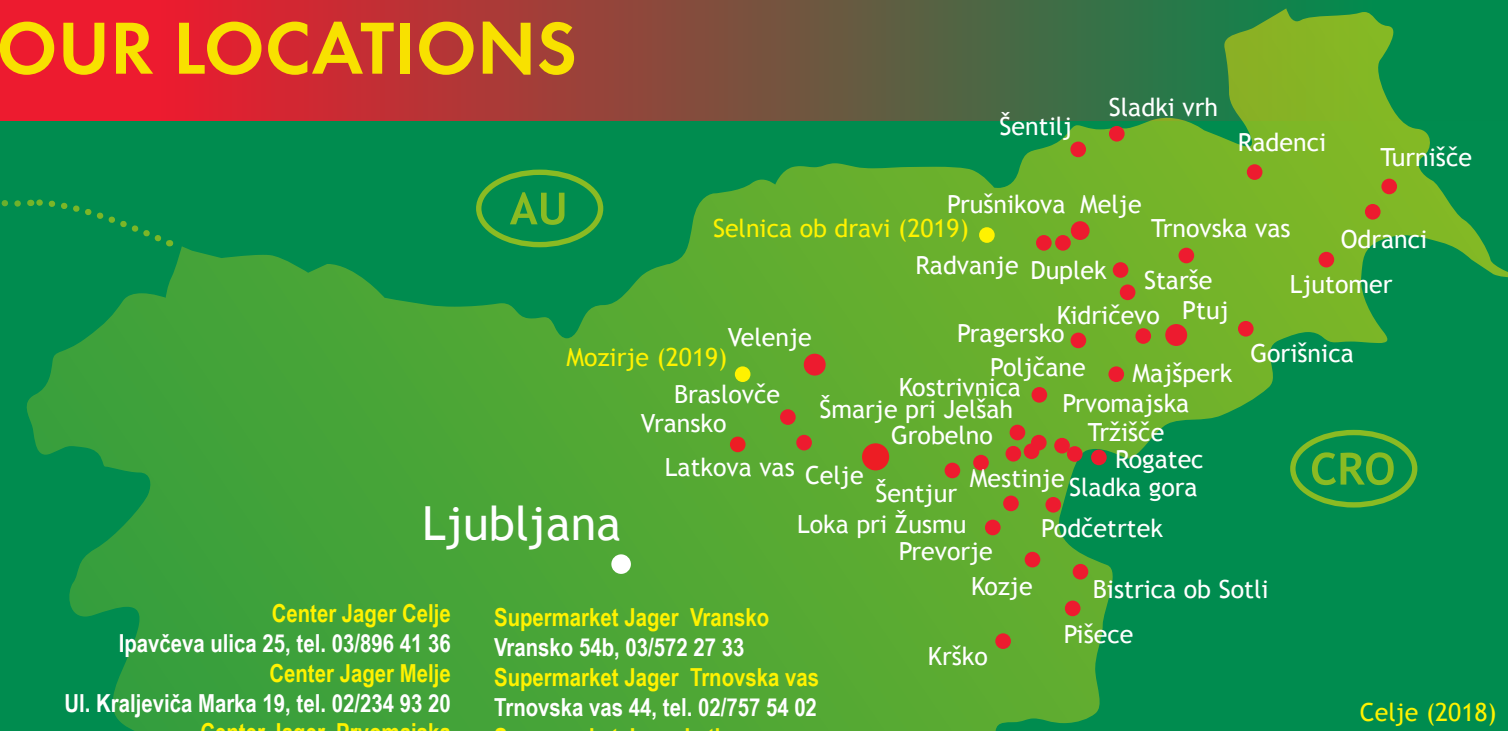 OUR LOCATIONS
Sladki vrh
Šentilj
Radenci
Turnišče
AU
Prušnikova Melje
Selnica ob dravi (2019)
Trnovska vas
Odranci
Radvanje
Duplek
Starše
Ljutomer
Kidričevo
Ptuj
Velenje
Pragersko
Gorišnica
Mozirje (2019)
Poljčane
Majšperk
Braslovče
Kostrivnica
Prvomajska
Šmarje pri Jelšah
Vransko
Grobelno
Tržišče
CRO
Latkova vas
Celje
Rogatec
Šentjur
Mestinje
Sladka gora
Ljubljana
Loka pri Žusmu
Podčetrtek
Prevorje
Kozje
Bistrica ob Sotli
Pišece
Krško
Center Jager Celje
Ipavčeva ulica 25, tel. 03/896 41 36
Center Jager Melje
Ul. Kraljeviča Marka 19, tel. 02/234 93 20
Center Jager Prvomajska
Supermarket Jager Vransko
Vransko 54b, 03/572 27 33
Supermarket Jager Trnovska vas
Trnovska vas 44, tel. 02/757 54 02
Celje (2018)